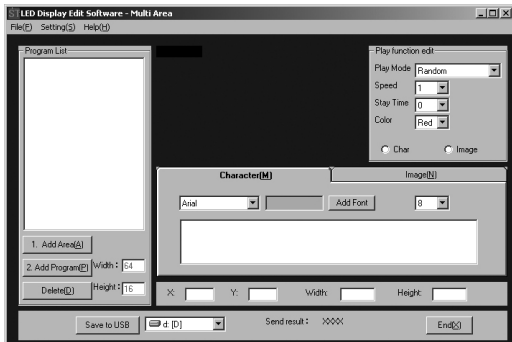 ST LED Display Edit Software - Multi Area
File(F) Setting(S) Help(H)
Program List
1. Add Area(A)
2. Add Program(P)
Width: 64
Delete(D)
Height: 16
Play function edit
Play Mode Random
Speed 1
Stay Time 0
Color Red
Char Image
Character(M) Image(N)
Arial Add Font 8
X: Y: Width: Height:
Save to USB d: [D] Send result: XXXX End(X)